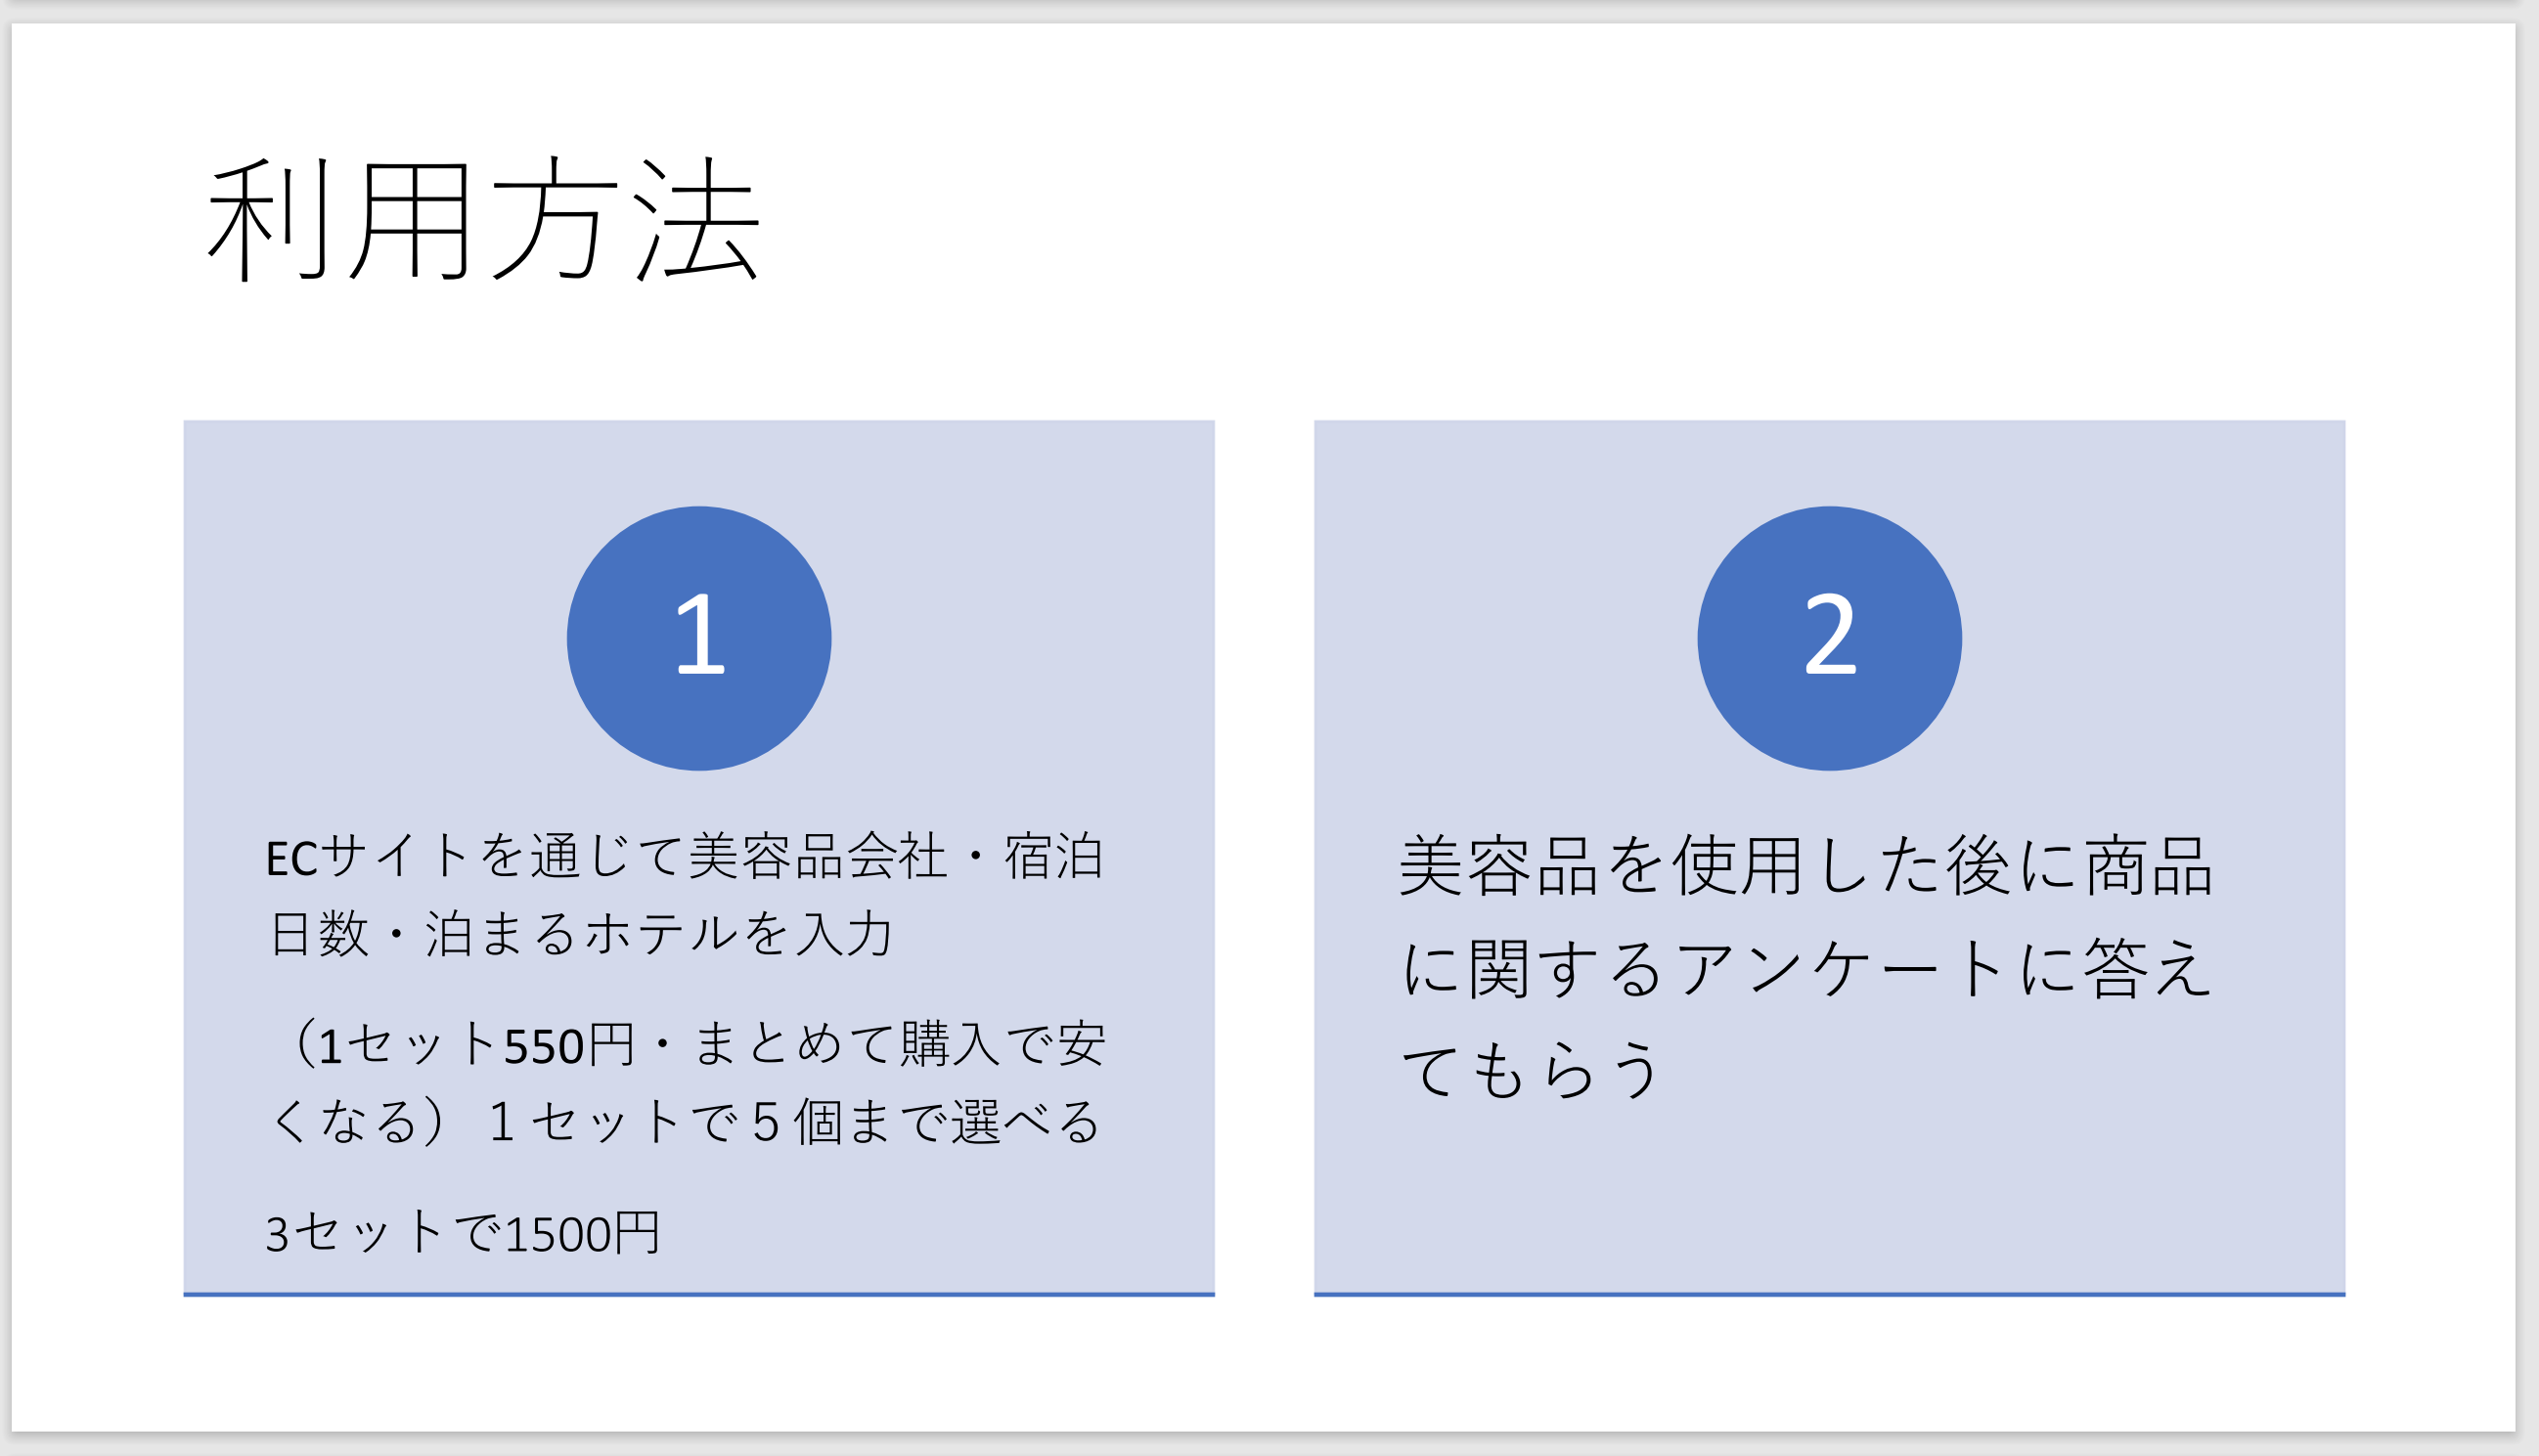 利用方法
1
ECサイトを通じて美容品会社・宿泊
日数・泊まるホテルを入力
（1セット550円・まとめて購入で安
くなる） 1 セットで 5 個まで選べる
3セットで1500円
2
美容品を使用した後に商品
に関するアンケートに答え
てもらう